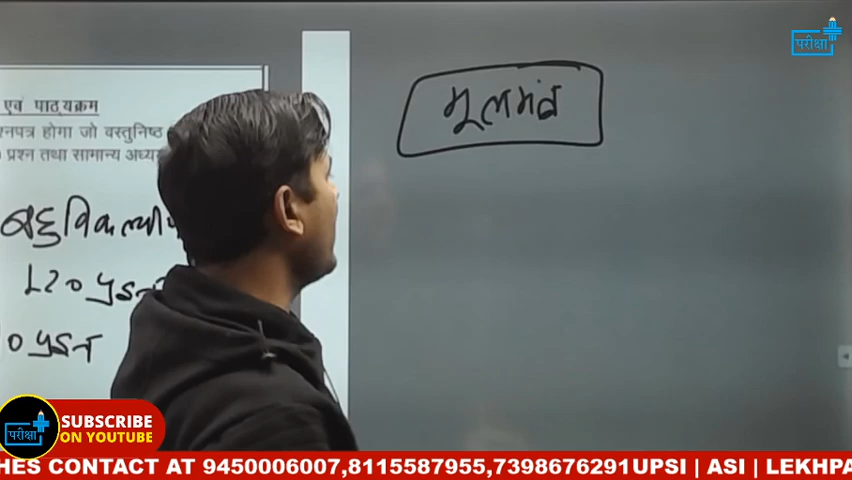 परीक्षा
मूलमंत्र
एवं पाठ्यक्रम
श्नपत्र होगा जो वस्तुनिष्ठ
प्रश्न तथा सामान्य अध्य
बहुविकल्पीय
120 प्रश्न
0 प्रश्न
परीक्षा
SUBSCRIBE
ON YOUTUBE
HES CONTACT AT 9450006007,8115587955,7398676291UPSI | ASI | LEKHPA